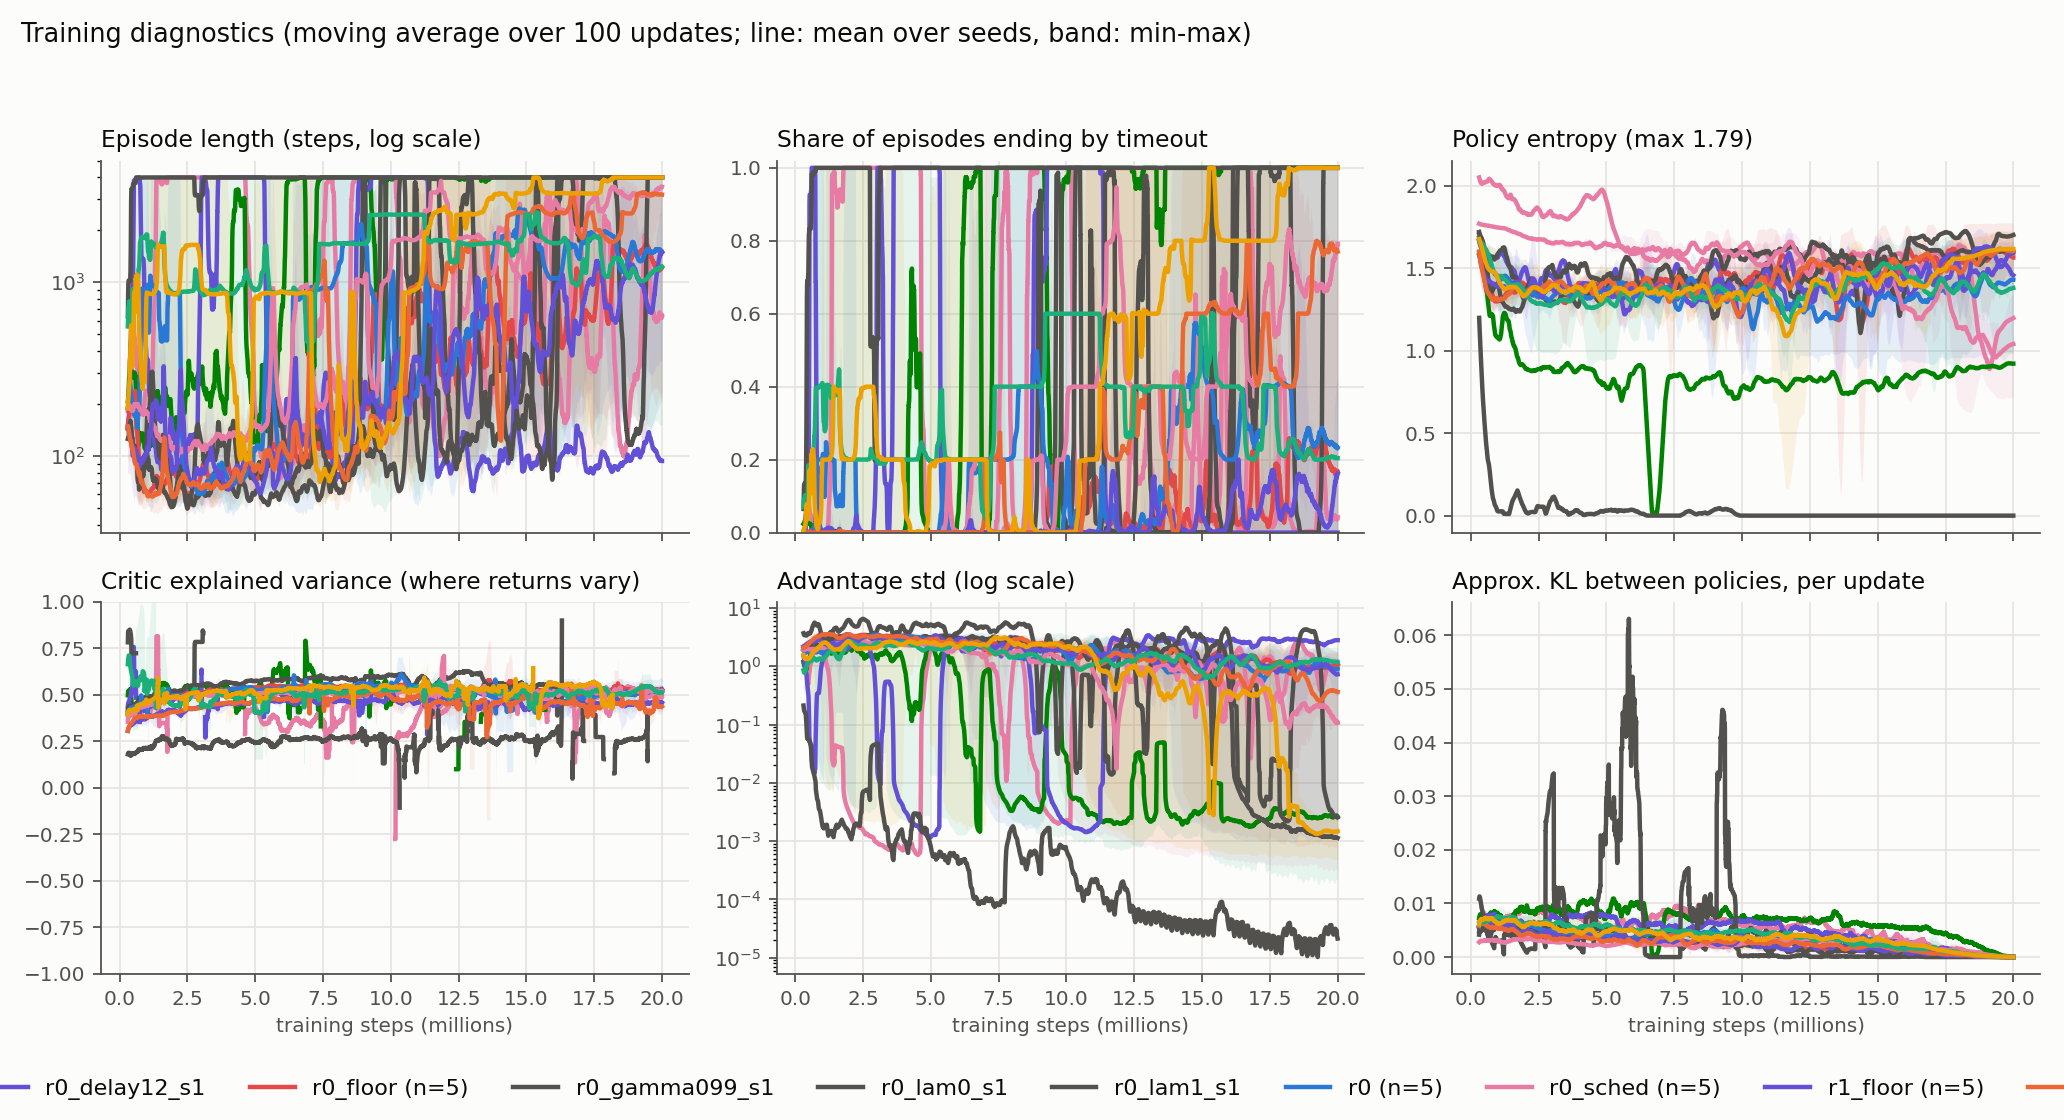 Training diagnostics (moving average over 100 updates; line: mean over seeds, band: min-max)
Episode length (steps, log scale)
Share of episodes ending by timeout
Policy entropy (max 1.79)
10³
10²
1.0
0.8
0.6
0.4
0.2
0.0
2.0
1.5
1.0
0.5
0.0
Critic explained variance (where returns vary)
Advantage std (log scale)
Approx. KL between policies, per update
1.00
0.75
0.50
0.25
0.00
−0.25
−0.50
−0.75
−1.00
10¹
10⁰
10⁻¹
10⁻²
10⁻³
10⁻⁴
10⁻⁵
0.06
0.05
0.04
0.03
0.02
0.01
0.00
0.0 2.5 5.0 7.5 10.0 12.5 15.0 17.5 20.0
0.0 2.5 5.0 7.5 10.0 12.5 15.0 17.5 20.0
0.0 2.5 5.0 7.5 10.0 12.5 15.0 17.5 20.0
training steps (millions)
training steps (millions)
training steps (millions)
r0_delay12_s1 r0_floor (n=5) r0_gamma099_s1 r0_lam0_s1 r0_lam1_s1 r0 (n=5) r0_sched (n=5) r1_floor (n=5)